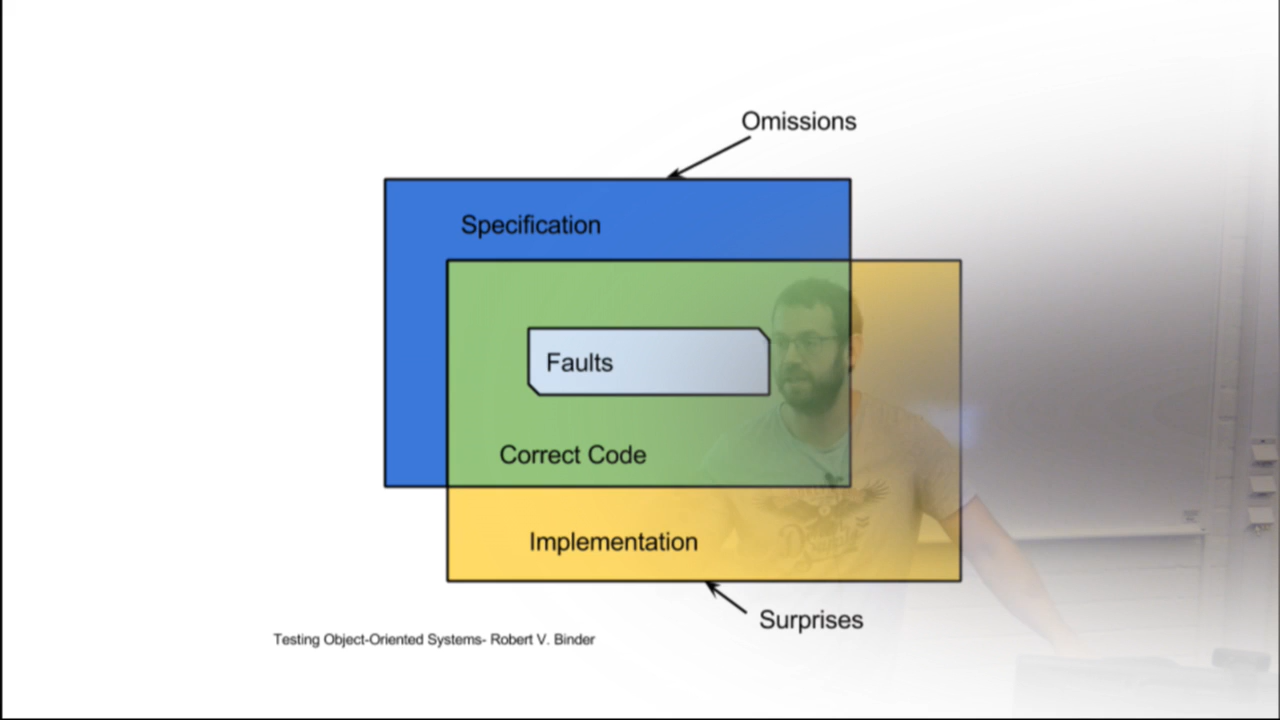 Omissions
Specification
Faults
Correct Code
Implementation
Surprises
Testing Object-Oriented Systems- Robert V. Binder